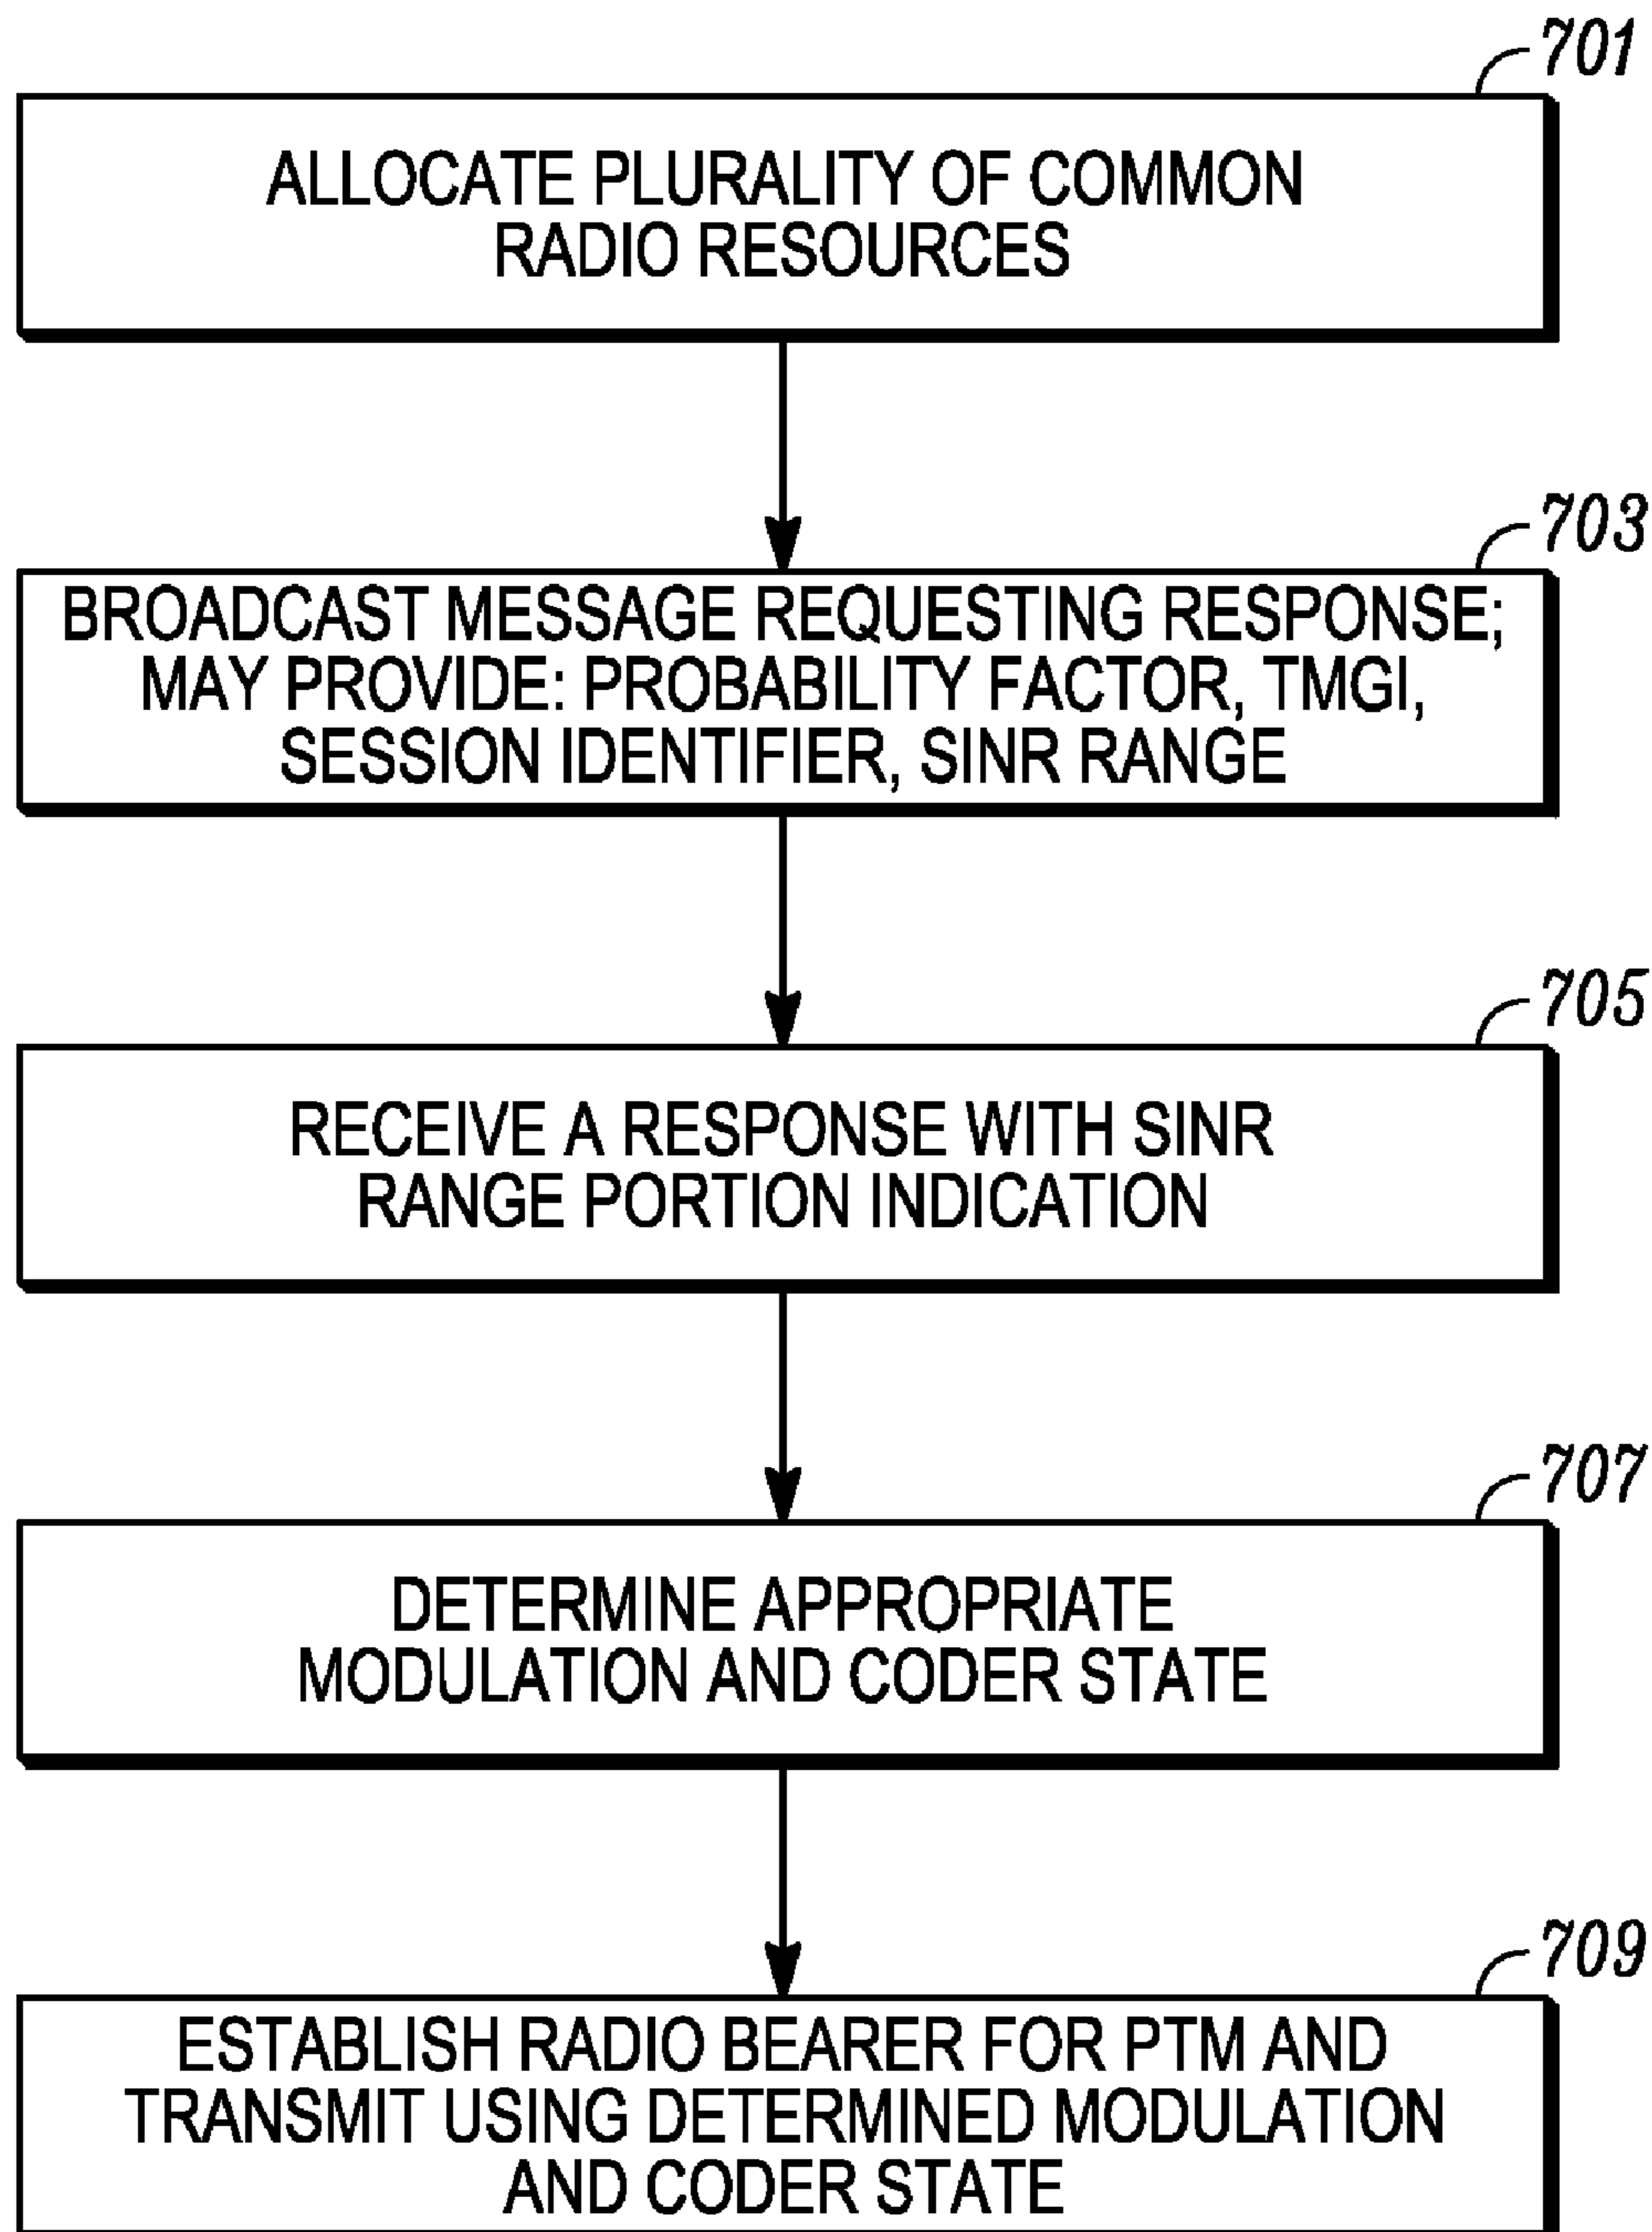 701
ALLOCATE PLURALITY OF COMMON
RADIO RESOURCES
703
BROADCAST MESSAGE REQUESTING RESPONSE;
MAY PROVIDE: PROBABILITY FACTOR, TMGI,
SESSION IDENTIFIER, SINR RANGE
705
RECEIVE A RESPONSE WITH SINR
RANGE PORTION INDICATION
707
DETERMINE APPROPRIATE
MODULATION AND CODER STATE
709
ESTABLISH RADIO BEARER FOR PTM AND
TRANSMIT USING DETERMINED MODULATION
AND CODER STATE